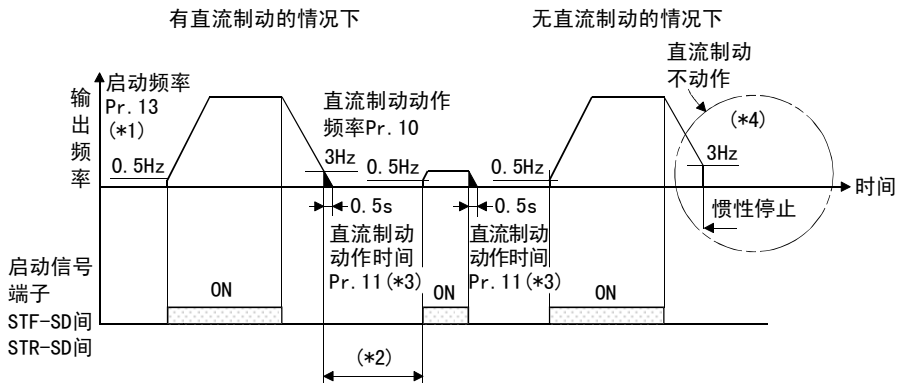 有直流制动的情况下
无直流制动的情况下
直流制动
不动作
输出频率
启动频率
Pr.13
(*1)
直流制动动作
频率Pr.10
(*4)
0.5Hz
3Hz
0.5Hz
0.5Hz
3Hz
时间
0.5s
0.5s
惯性停止
直流制动
动作时间
Pr.11(*3)
直流制动
动作时间
Pr.11(*3)
启动信号
端子
STF-SD间
STR-SD间
ON
ON
ON
(*2)